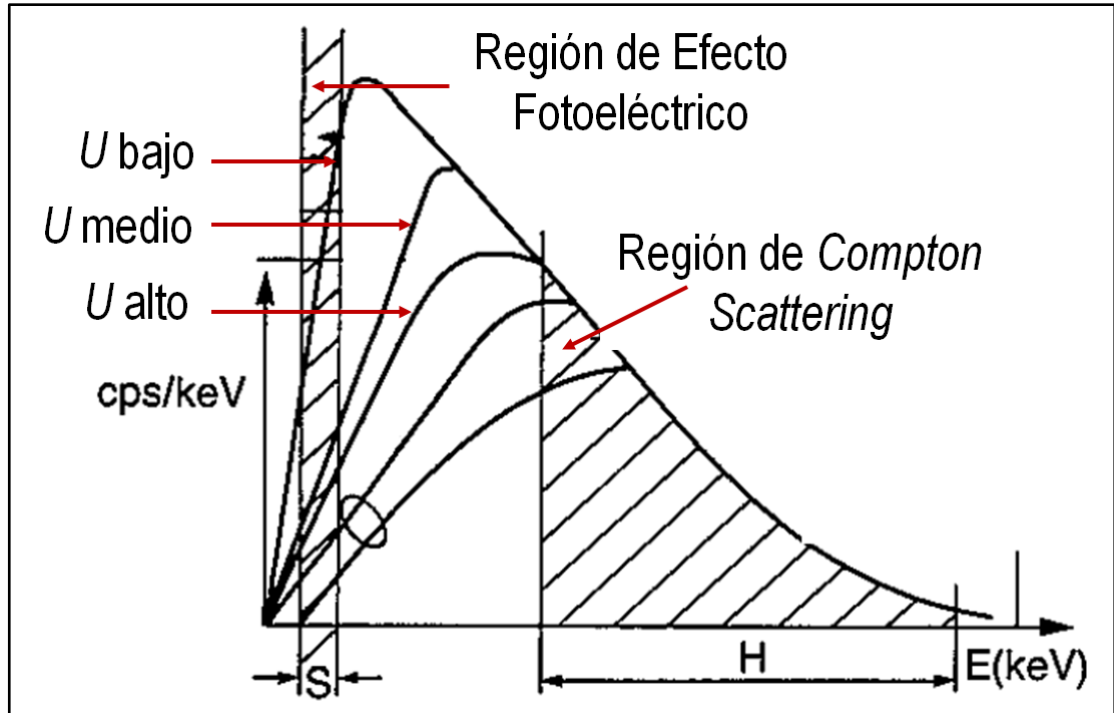 Región de Efecto
Fotoeléctrico
U bajo
U medio
U alto
Región de Compton
Scattering
cps/keV
S
H
E(keV)